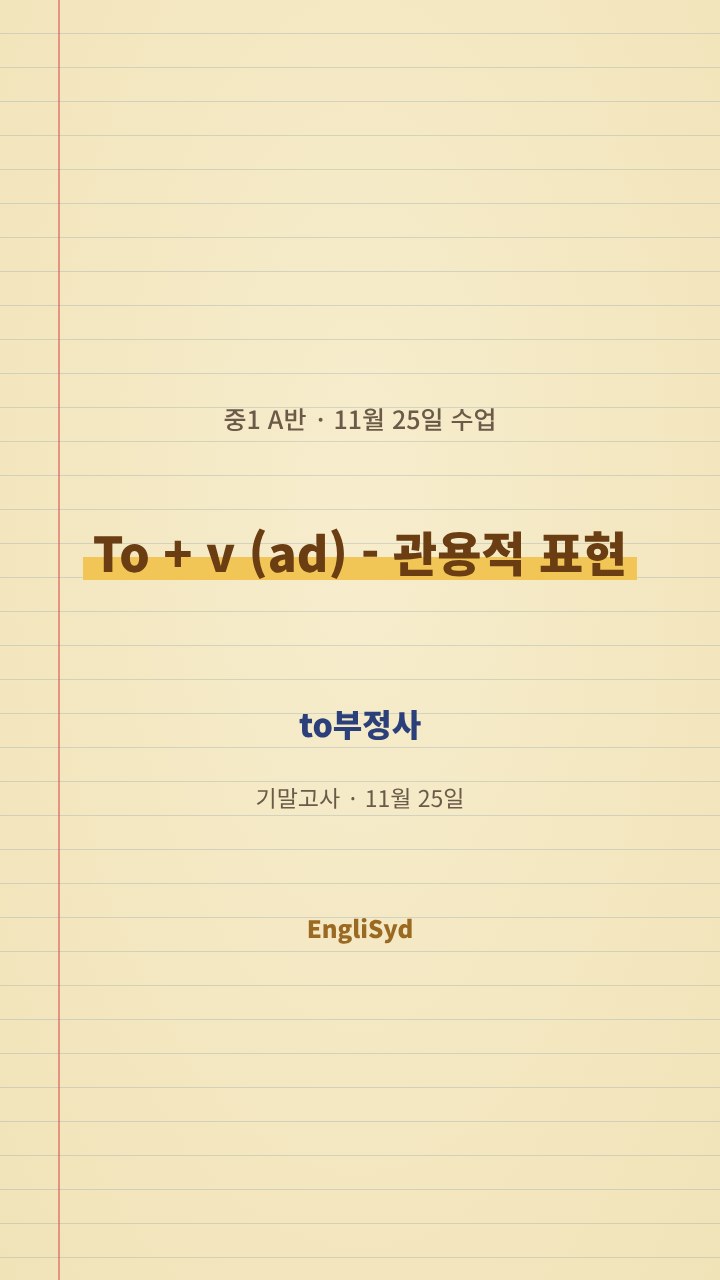 중1 A반 · 11월 25일 수업
To + v (ad) - 관용적 표현
to부정사
기말고사 · 11월 25일
EngliSyd